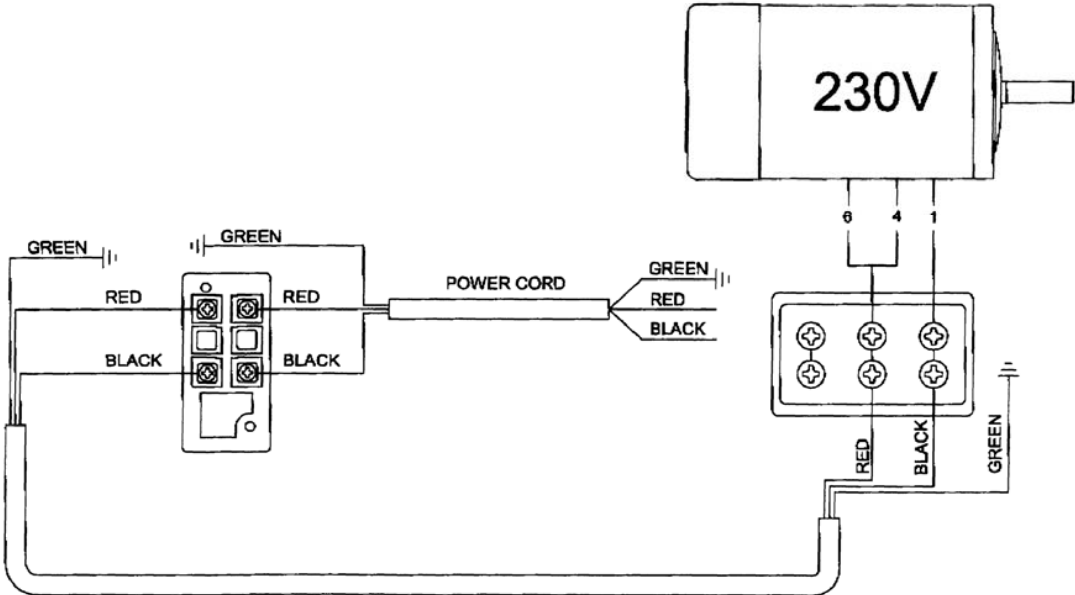 230V
6 4 1
GREEN
GREEN
RED
RED
BLACK
BLACK
POWER CORD
GREEN
RED
BLACK
RED
BLACK
GREEN